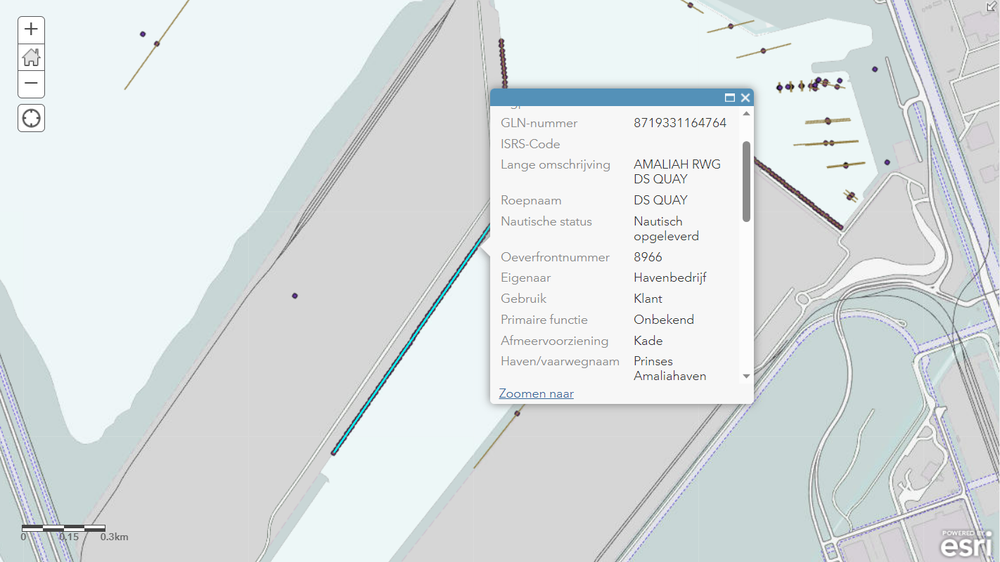 GLN-nummer 8719331164764
ISRS-Code
Lange omschrijving AMALIAH RWG
DS QUAY
Roepnaam DS QUAY
Nautische status Nautisch
opgeleverd
Oeverfrontnummer 8966
Eigenaar Havenbedrijf
Gebruik Klant
Primaire functie Onbekend
Afmeervoorziening Kade
Haven/vaarwegnaam Prinses
Amaliahaven
Zoomen naar
0 0.15 0.3km
POWERED BY
esri